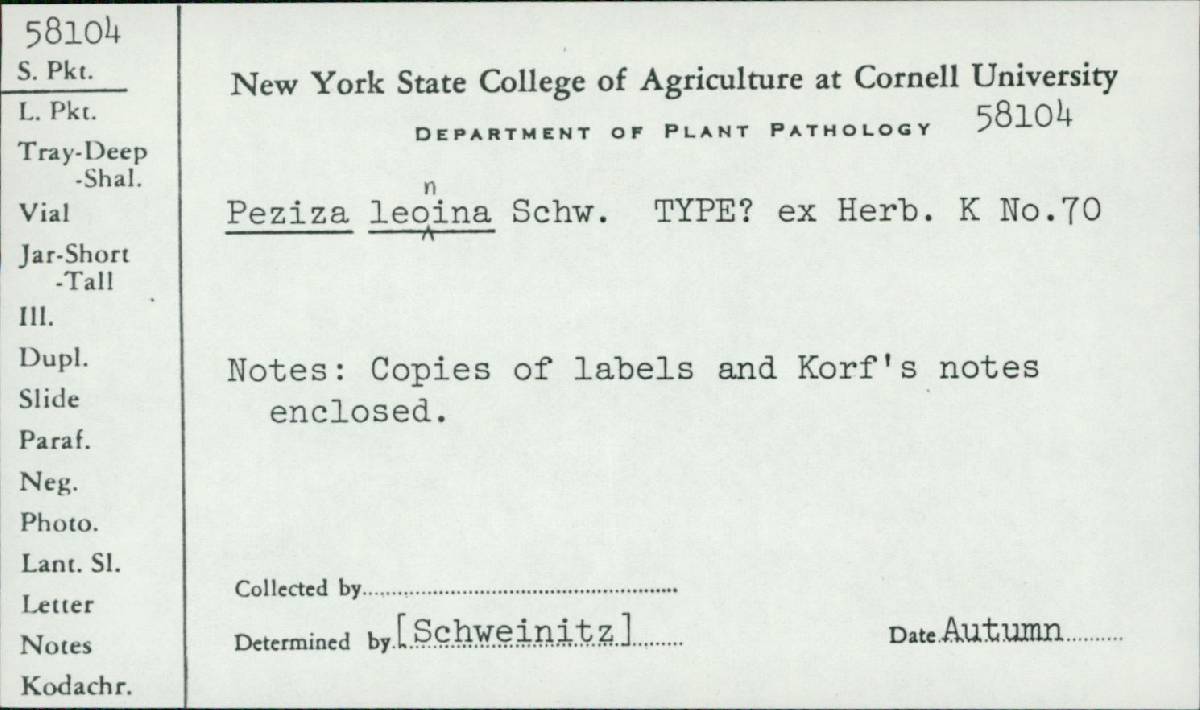 58104
S. Pkt.
L. Pkt.
Tray-Deep
-Shal.
Vial
Jar-Short
-Tall
Ill.
Dupl.
Slide
Paraf.
Neg.
Photo.
Lant. Sl.
Letter
Notes
Kodachr.
New York State College of Agriculture at Cornell University
DEPARTMENT OF PLANT PATHOLOGY 58104
n
Peziza leoina Schw. TYPE? ex Herb. K No.70
Notes: Copies of labels and Korf's notes
enclosed.
Collected by
Determined by [Schweinitz] Date Autumn